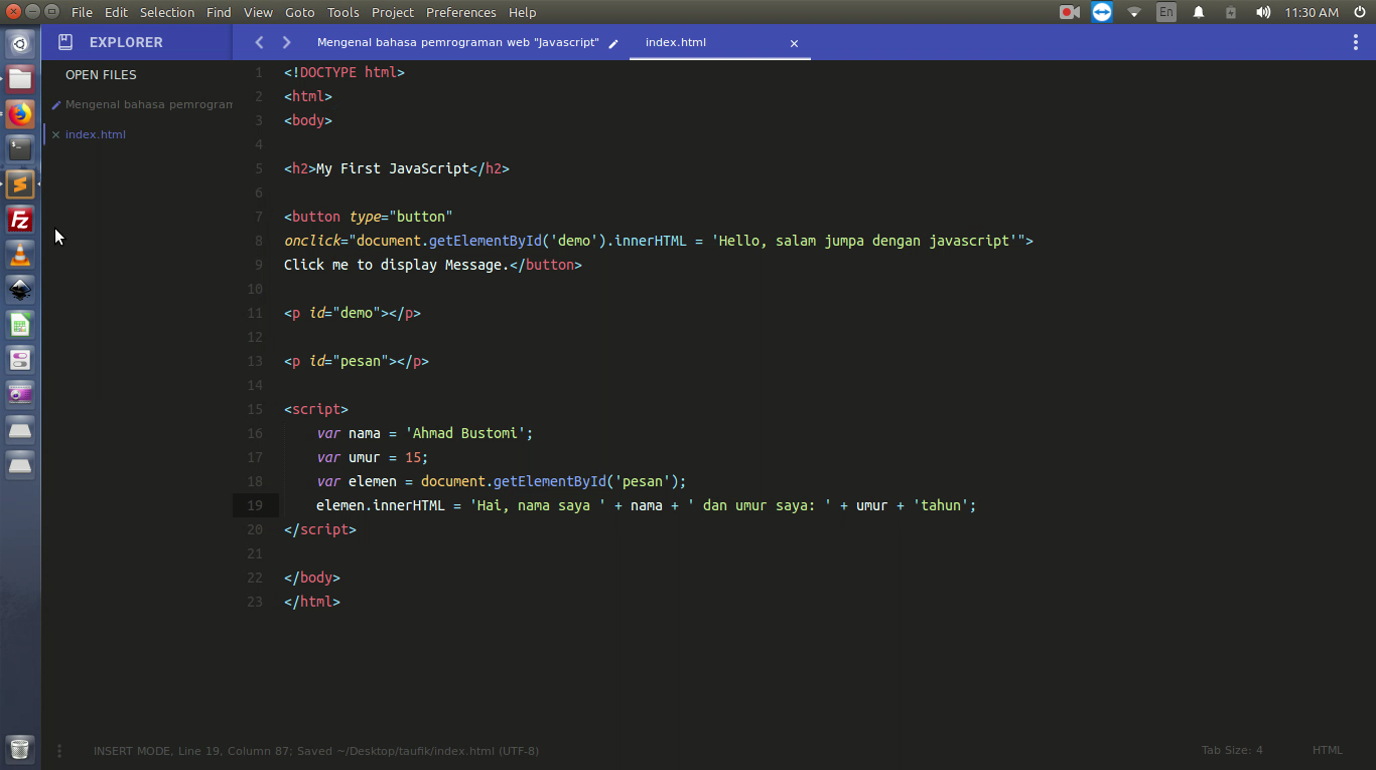 File Edit Selection Find View Goto Tools Project Preferences Help
En 11:30 AM
EXPLORER
Mengenal bahasa pemrograman web "Javascript" index.html
OPEN FILES
Mengenal bahasa pemrogram
index.html
1 <!DOCTYPE html>
2 <html>
3 <body>
4
5 <h2>My First JavaScript</h2>
6
7 <button type="button"
8 onclick="document.getElementById('demo').innerHTML = 'Hello, salam jumpa dengan javascript'">
9 Click me to display Message.</button>
10
11 <p id="demo"></p>
12
13 <p id="pesan"></p>
14
15 <script>
16 var nama = 'Ahmad Bustomi';
17 var umur = 15;
18 var elemen = document.getElementById('pesan');
19 elemen.innerHTML = 'Hai, nama saya ' + nama + ' dan umur saya: ' + umur + 'tahun';
20 </script>
21
22 </body>
23 </html>
INSERT MODE, Line 19, Column 87; Saved ~/Desktop/taufik/index.html (UTF-8)
Tab Size: 4 HTML